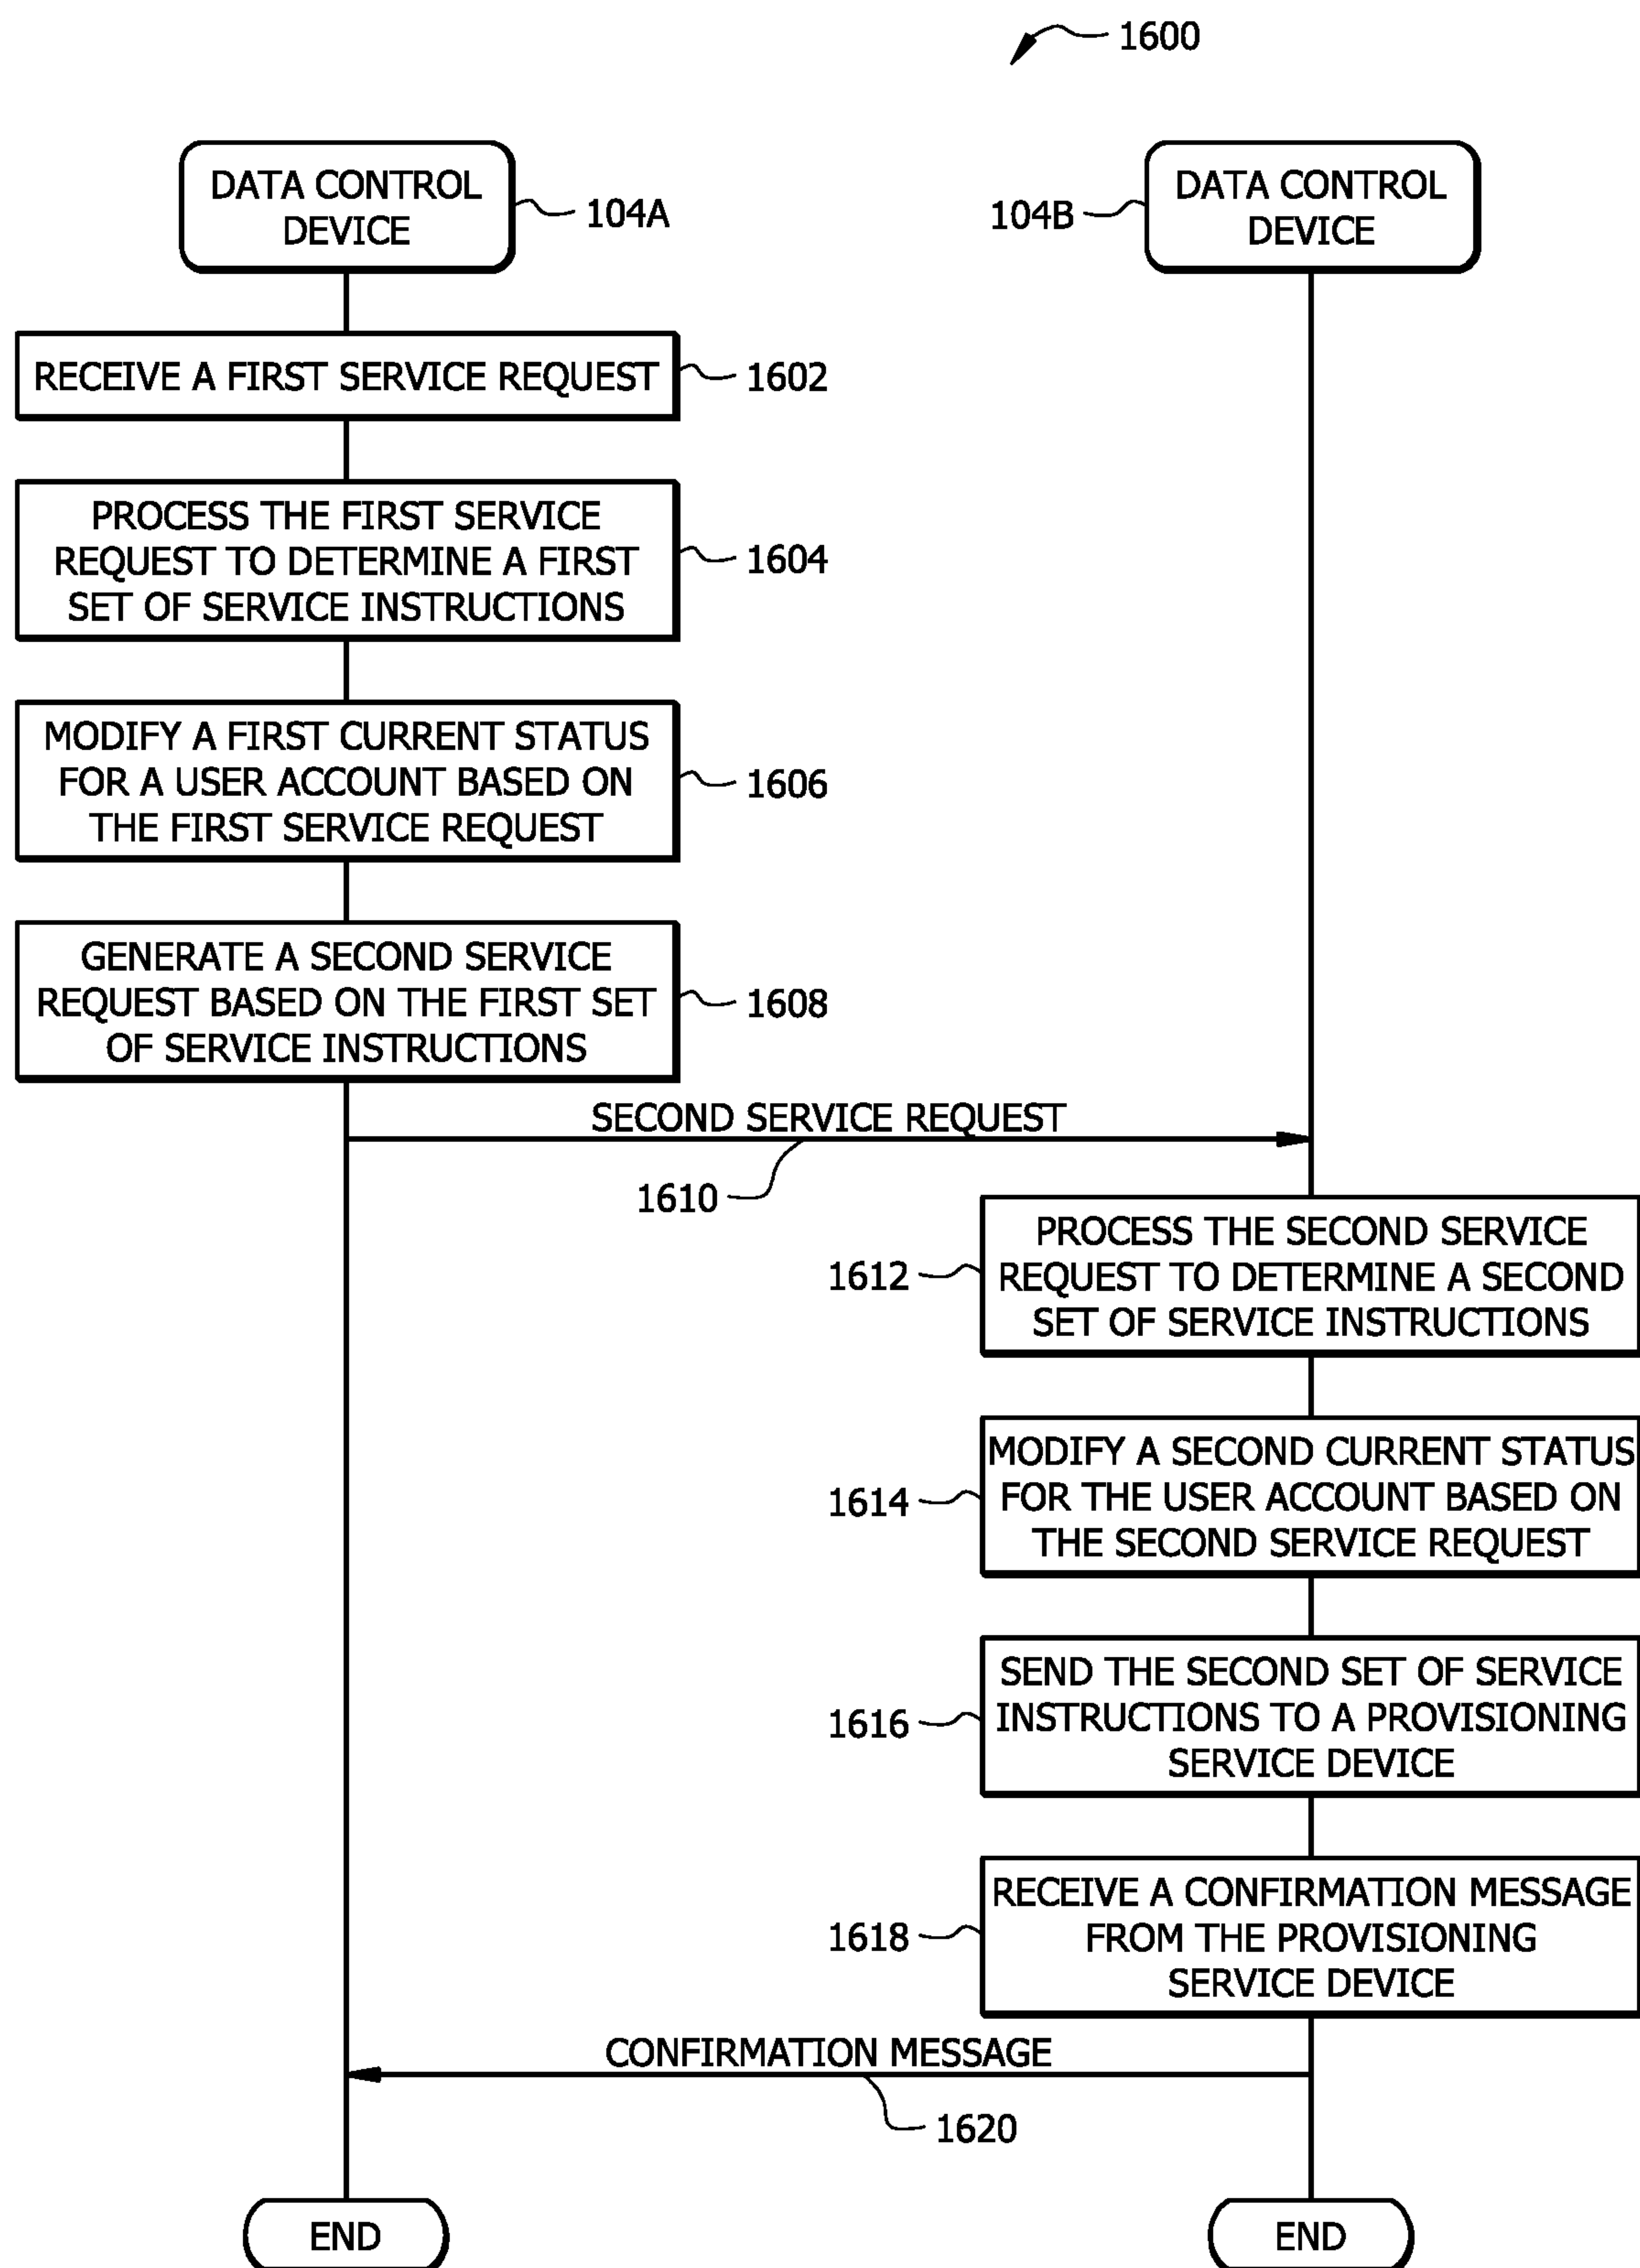 1600
DATA CONTROL
DEVICE
104A
DATA CONTROL
DEVICE
104B
RECEIVE A FIRST SERVICE REQUEST
1602
PROCESS THE FIRST SERVICE
REQUEST TO DETERMINE A FIRST
SET OF SERVICE INSTRUCTIONS
1604
MODIFY A FIRST CURRENT STATUS
FOR A USER ACCOUNT BASED ON
THE FIRST SERVICE REQUEST
1606
GENERATE A SECOND SERVICE
REQUEST BASED ON THE FIRST SET
OF SERVICE INSTRUCTIONS
1608
SECOND SERVICE REQUEST
1610
PROCESS THE SECOND SERVICE
REQUEST TO DETERMINE A SECOND
SET OF SERVICE INSTRUCTIONS
1612
MODIFY A SECOND CURRENT STATUS
FOR THE USER ACCOUNT BASED ON
THE SECOND SERVICE REQUEST
1614
SEND THE SECOND SET OF SERVICE
INSTRUCTIONS TO A PROVISIONING
SERVICE DEVICE
1616
RECEIVE A CONFIRMATION MESSAGE
FROM THE PROVISIONING
SERVICE DEVICE
1618
CONFIRMATION MESSAGE
1620
END
END